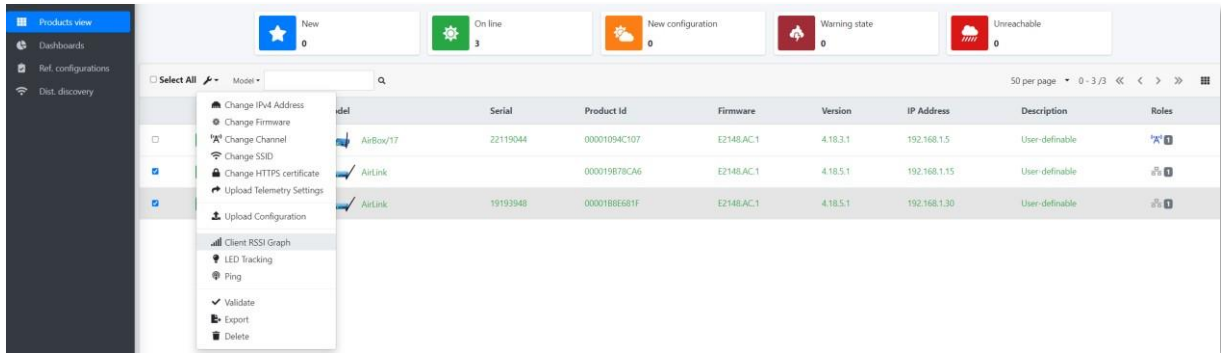 Products view
Dashboards
Ref. configurations
Dist. discovery
New
0
On line
3
New configuration
0
Warning state
0
Unreachable
0
Select All
Model
50 per page 0 - 3 /3
Change IPv4 Address
Change Firmware
Change Channel
Change SSID
Change HTTPS certificate
Upload Telemetry Settings
Upload Configuration
Client RSSI Graph
LED Tracking
Ping
Validate
Export
Delete
del Serial Product Id Firmware Version IP Address Description Roles
AirBox/17 22119044 00001094C107 E2148.AC.1 4.18.3.1 192.168.1.5 User-definable 1
AirLink 000019B78CA6 E2148.AC.1 4.18.5.1 192.168.1.15 User-definable 1
AirLink 19193948 00001B8E681F E2148.AC.1 4.18.5.1 192.168.1.30 User-definable 1